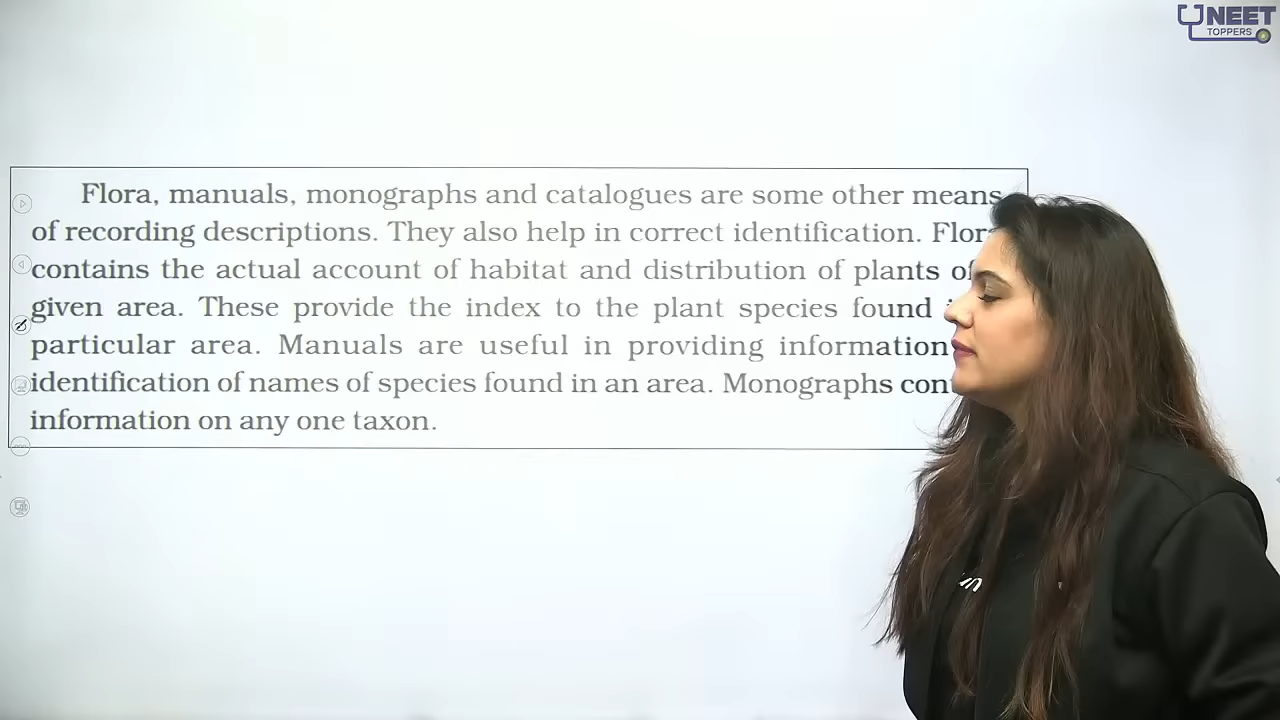 NEET
TOPPERS
Flora, manuals, monographs and catalogues are some other means
of recording descriptions. They also help in correct identification.
contains the actual account of habitat and distribution of plants
given area. These provide the index to the plant species found
particular area. Manuals are useful in providing information
identification of names of species found in an area. Monographs
information on any one taxon.